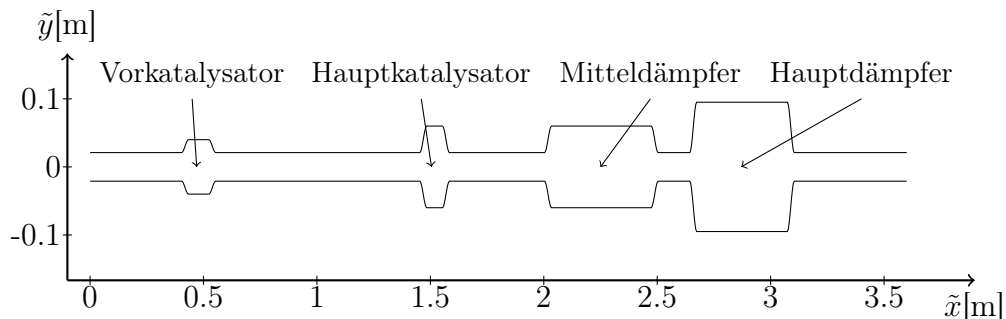 ỹ[m]
Vorkatalysator Hauptkatalysator Mitteldämpfer Hauptdämpfer
0.1
0
-0.1
0 0.5 1 1.5 2 2.5 3 3.5
x̃[m]